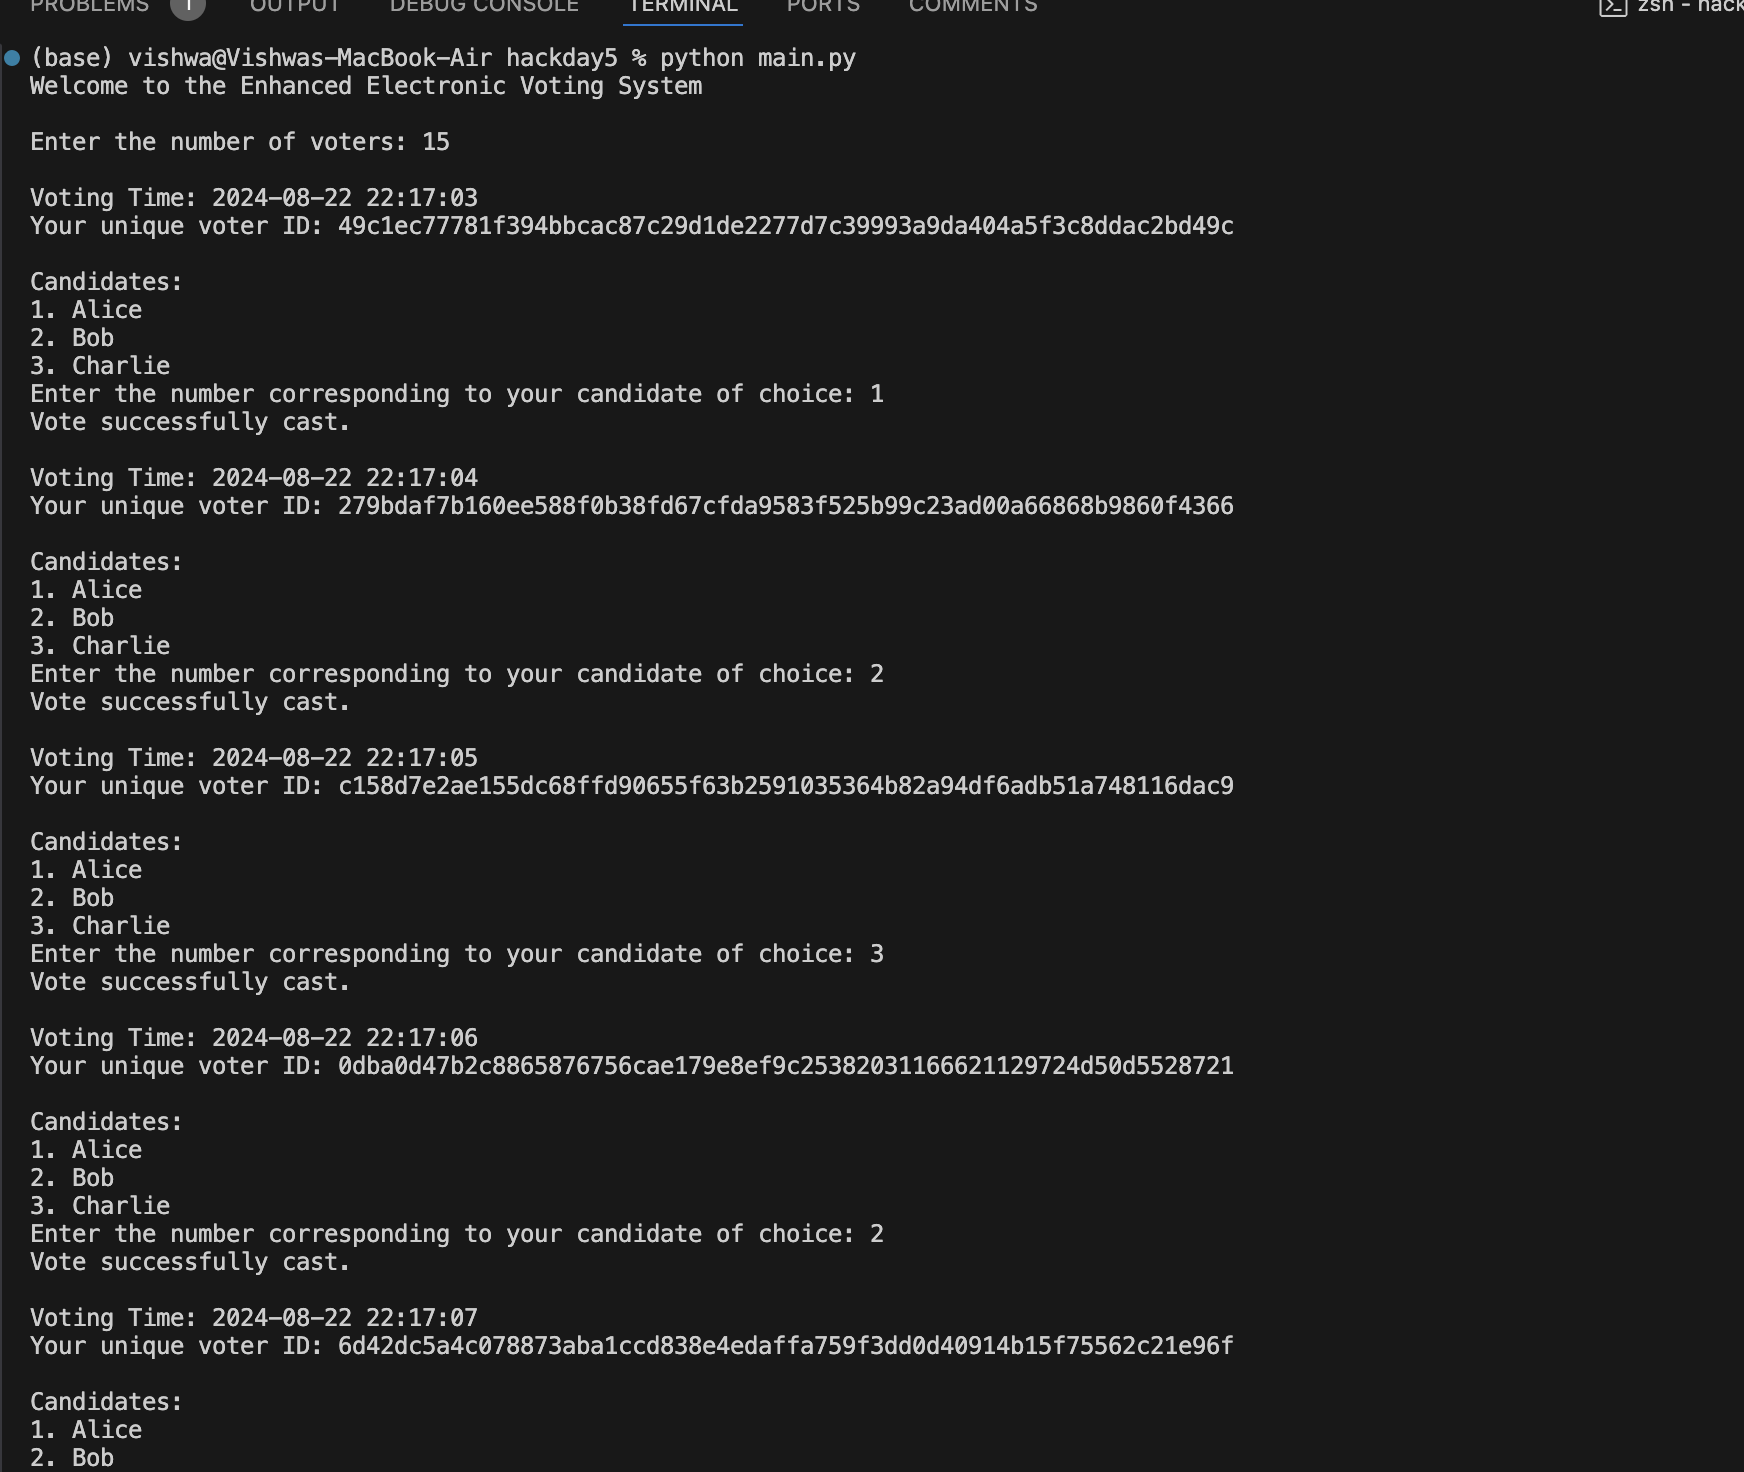 PROBLEMS 1 OUTPUT DEBUG CONSOLE TERMINAL PORTS COMMENTS zsh - hack
(base) vishwa@Vishwas-MacBook-Air hackday5 % python main.py
Welcome to the Enhanced Electronic Voting System
Enter the number of voters: 15
Voting Time: 2024-08-22 22:17:03
Your unique voter ID: 49c1ec77781f394bbcac87c29d1de2277d7c39993a9da404a5f3c8ddac2bd49c
Candidates:
1. Alice
2. Bob
3. Charlie
Enter the number corresponding to your candidate of choice: 1
Vote successfully cast.
Voting Time: 2024-08-22 22:17:04
Your unique voter ID: 279bdaf7b160ee588f0b38fd67cfda9583f525b99c23ad00a66868b9860f4366
Candidates:
1. Alice
2. Bob
3. Charlie
Enter the number corresponding to your candidate of choice: 2
Vote successfully cast.
Voting Time: 2024-08-22 22:17:05
Your unique voter ID: c158d7e2ae155dc68ffd90655f63b2591035364b82a94df6adb51a748116dac9
Candidates:
1. Alice
2. Bob
3. Charlie
Enter the number corresponding to your candidate of choice: 3
Vote successfully cast.
Voting Time: 2024-08-22 22:17:06
Your unique voter ID: 0dba0d47b2c8865876756cae179e8ef9c25382031166621129724d50d5528721
Candidates:
1. Alice
2. Bob
3. Charlie
Enter the number corresponding to your candidate of choice: 2
Vote successfully cast.
Voting Time: 2024-08-22 22:17:07
Your unique voter ID: 6d42dc5a4c078873aba1ccd838e4edaffa759f3dd0d40914b15f75562c21e96f
Candidates:
1. Alice
2. Bob